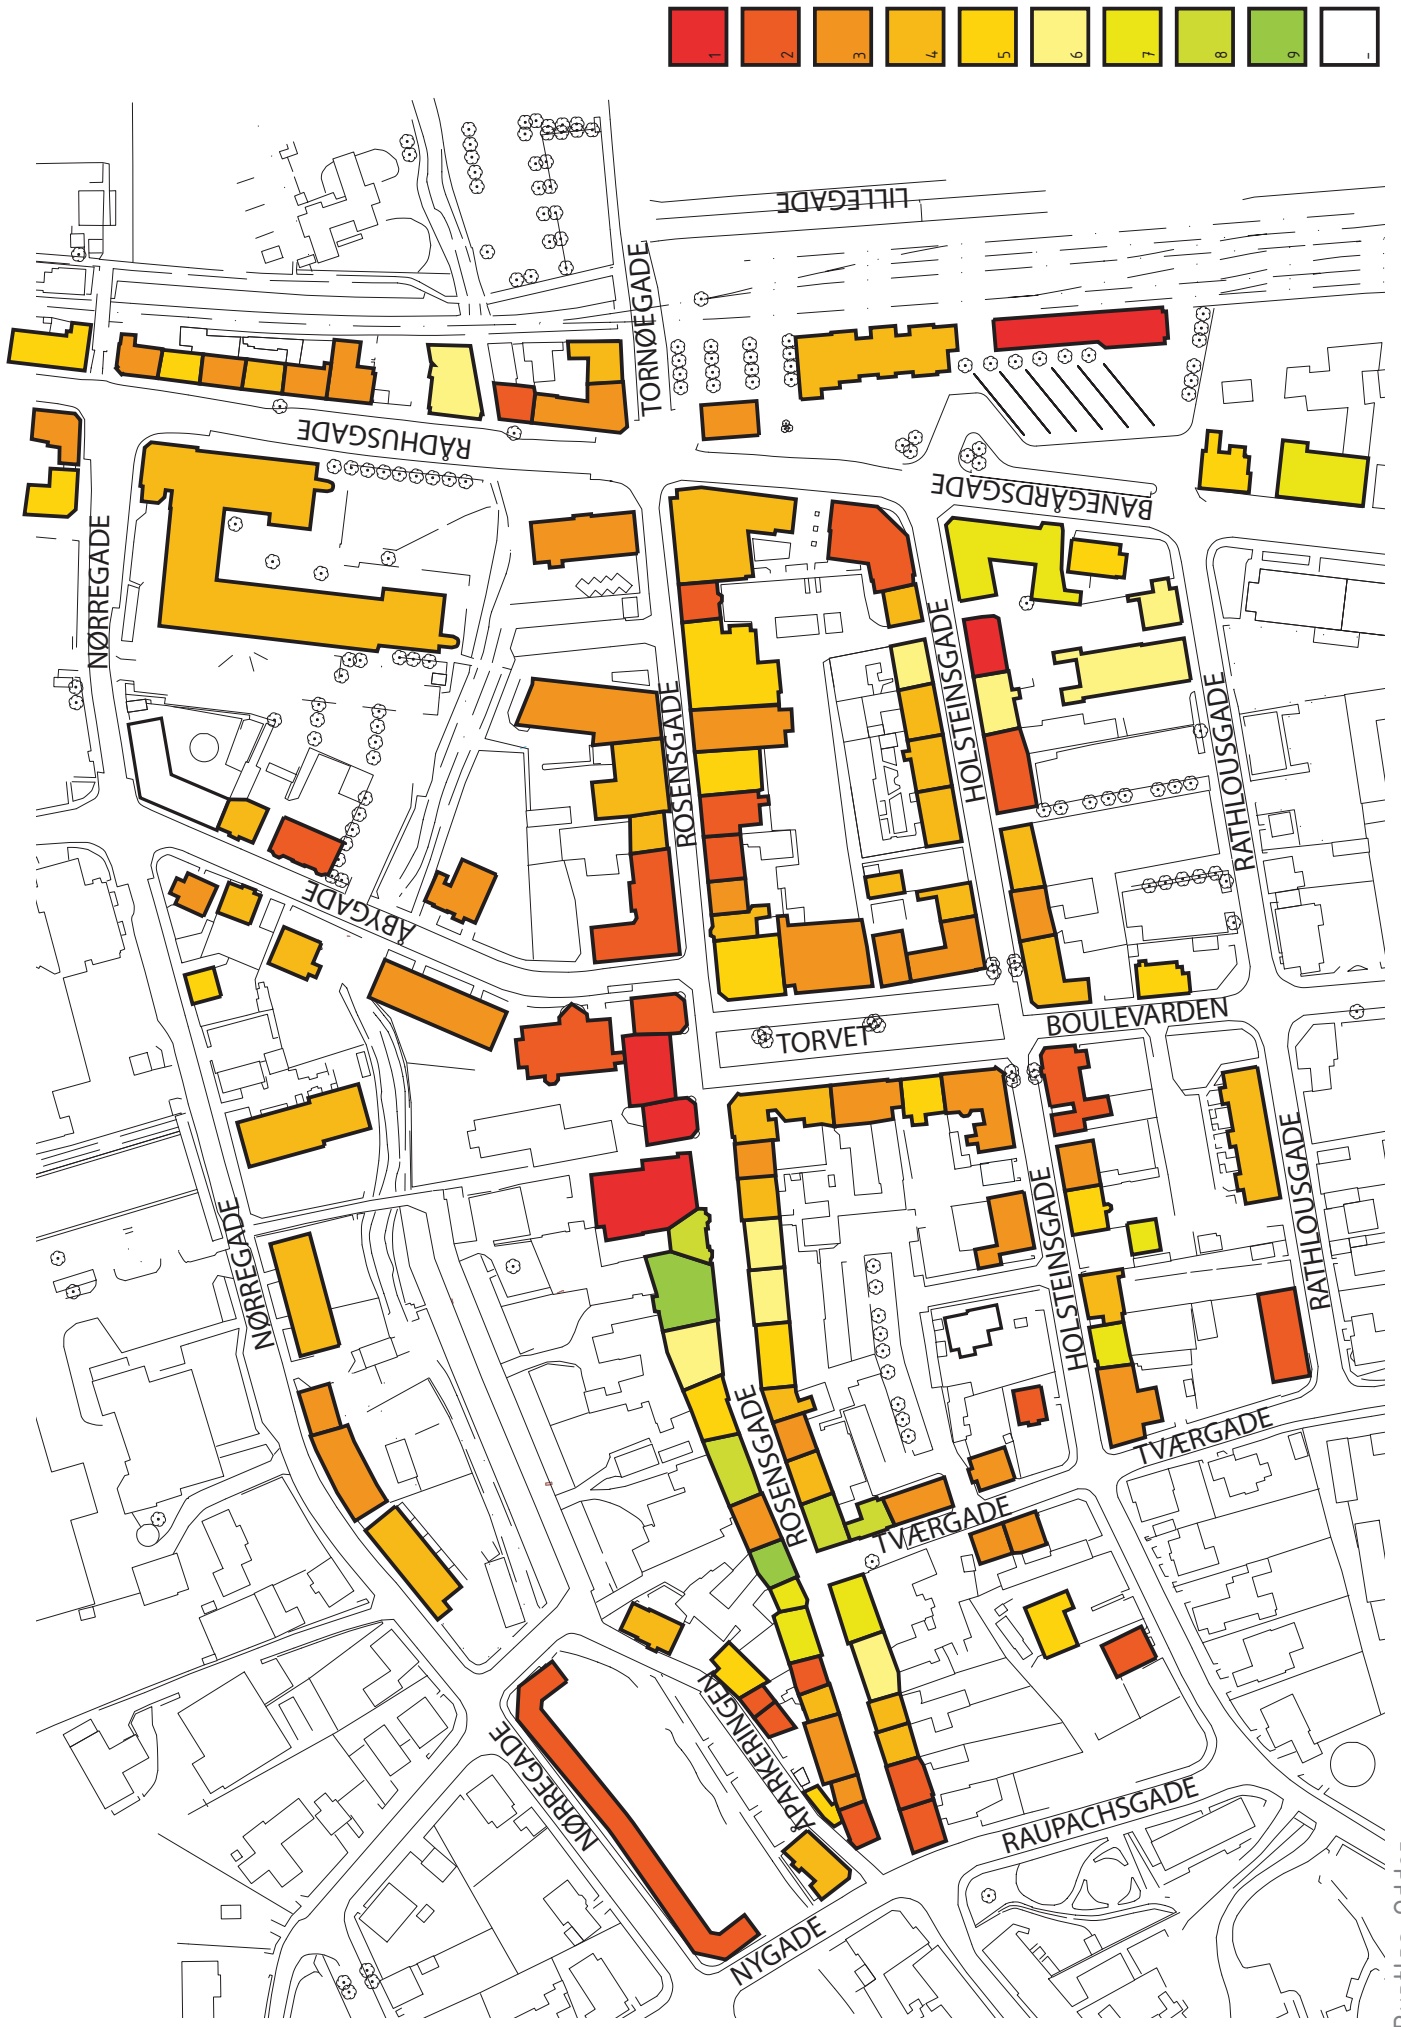 1
2
3
4
5
6
7
8
9
-
LILLEGADE
TORNØEGADE
RÅDHUSGADE
NØRREGADE
BANEGÅRDSGADE
HOLSTEINSGADE
ROSENSGADE
RATHLOUSGADE
ÅBYGADE
TORVET
BOULEVARDEN
NØRREGADE
HOLSTEINSGADE
RATHLOUSGADE
ROSENSGADE
TVÆRGADE
TVÆRGADE
ÅPARKERINGEN
NØRREGADE
RAUPACHSGADE
NYGADE